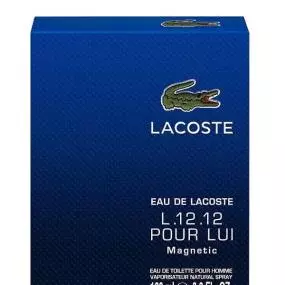 LACOSTE
EAU DE LACOSTE
L.12.12
POUR LUI
Magnetic
EAU DE TOILETTE POUR HOMME
VAPORISATEUR NATURAL SPRAY